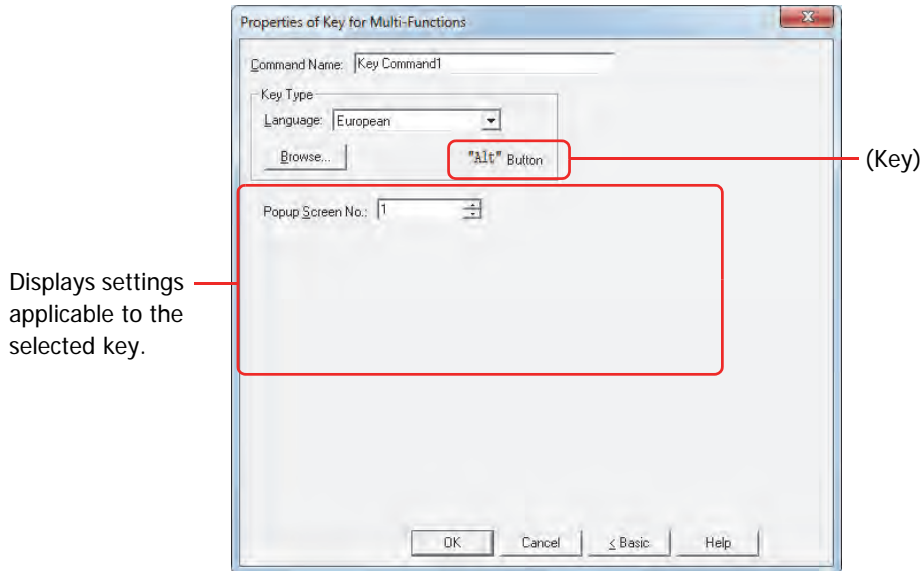 Properties of Key for Multi-Functions
x
Command Name: Key Command1
Key Type
Language: European
Browse...
"Alt" Button
(Key)
Popup Screen No.: 1
Displays settings
applicable to the
selected key.
OK Cancel < Basic Help